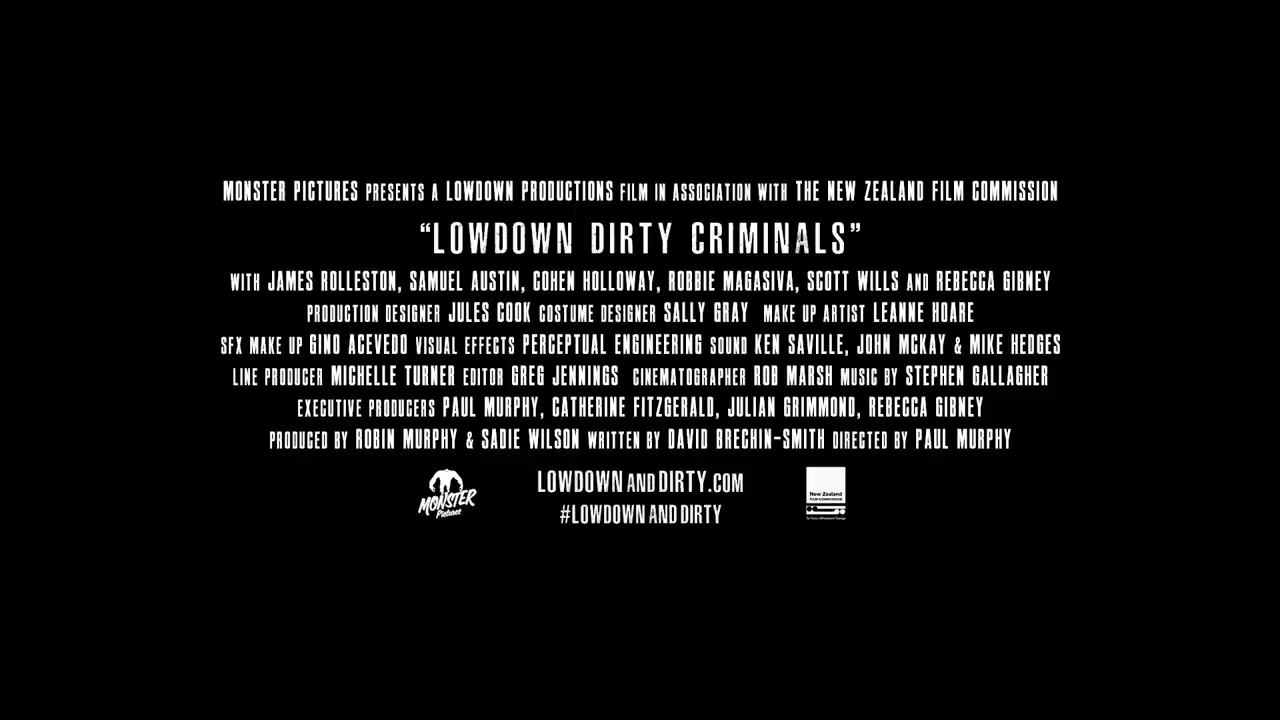 MONSTER PICTURES PRESENTS A LOWDOWN PRODUCTIONS FILM IN ASSOCIATION WITH THE NEW ZEALAND FILM COMMISSION
“LOWDOWN DIRTY CRIMINALS”
WITH JAMES ROLLESTON, SAMUEL AUSTIN, COHEN HOLLOWAY, ROBBIE MAGASIVA, SCOTT WILLS AND REBECCA GIBNEY
PRODUCTION DESIGNER JULES COOK COSTUME DESIGNER SALLY GRAY MAKE UP ARTIST LEANNE HOARE
SFX MAKE UP GINO ACEVEDO VISUAL EFFECTS PERCEPTUAL ENGINEERING SOUND KEN SAVILLE, JOHN MCKAY & MIKE HEDGES
LINE PRODUCER MICHELLE TURNER EDITOR GREG JENNINGS CINEMATOGRAPHER ROB MARSH MUSIC BY STEPHEN GALLAGHER
EXECUTIVE PRODUCERS PAUL MURPHY, CATHERINE FITZGERALD, JULIAN GRIMMOND, REBECCA GIBNEY
PRODUCED BY ROBIN MURPHY & SADIE WILSON WRITTEN BY DAVID BRECHIN-SMITH DIRECTED BY PAUL MURPHY
MONSTER
Pictures
LOWDOWN AND DIRTY.COM
#LOWDOWN AND DIRTY
New Zealand
FILM COMMISSION